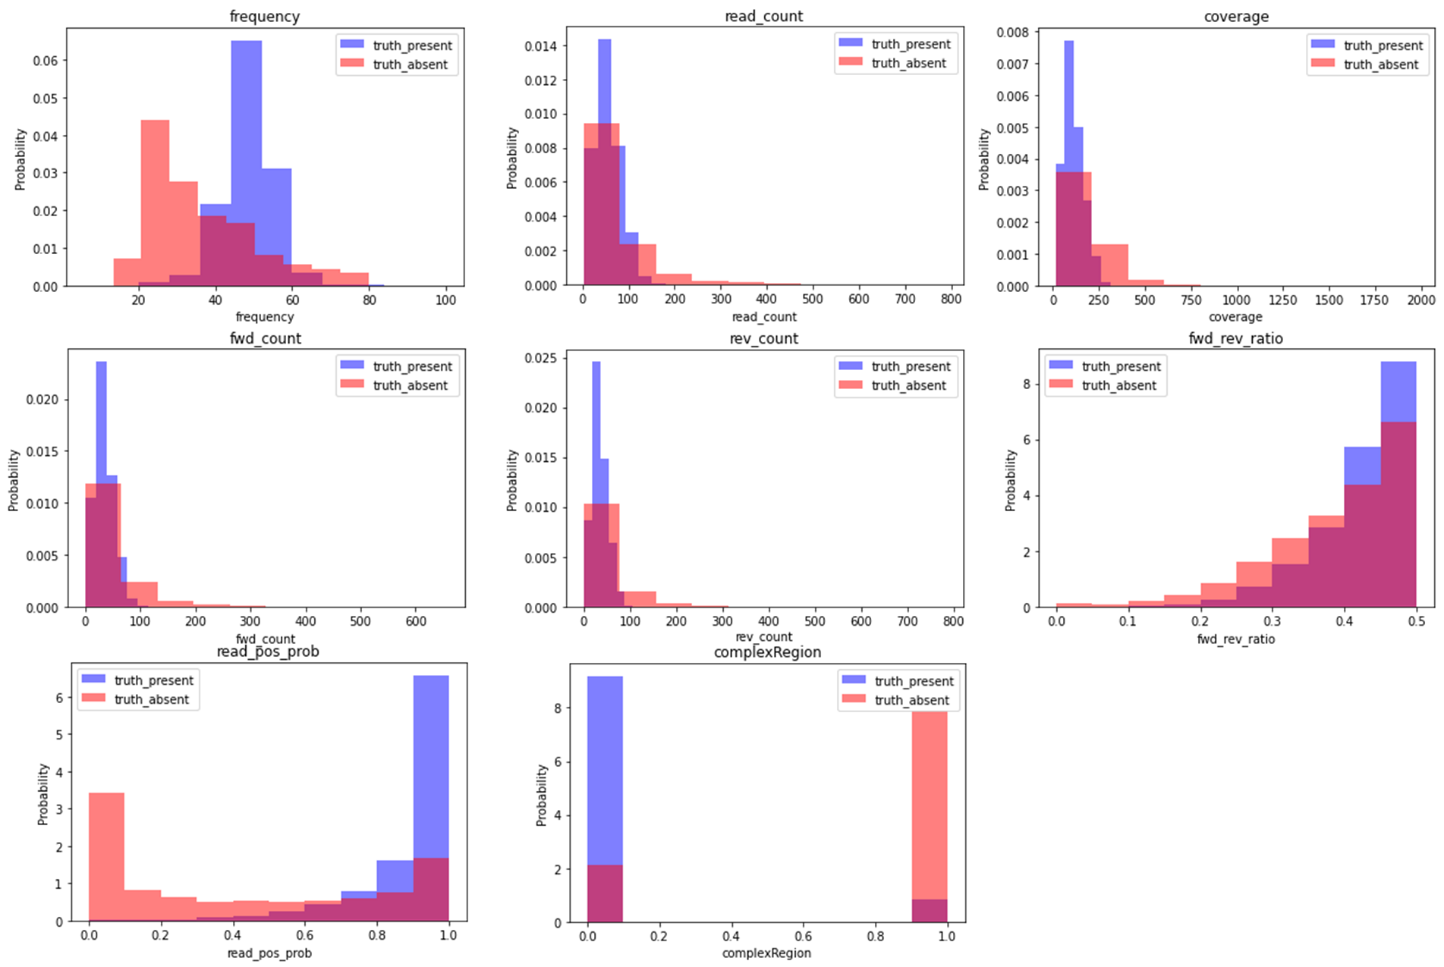 frequency
truth_present
truth_absent
0.06
0.05
0.04
0.03
0.02
0.01
0.00
Probability
20 40 60 80 100
frequency
read_count
truth_present
truth_absent
0.014
0.012
0.010
0.008
0.006
0.004
0.002
0.000
Probability
0 100 200 300 400 500 600 700 800
read_count
coverage
truth_present
truth_absent
0.008
0.007
0.006
0.005
0.004
0.003
0.002
0.001
0.000
Probability
0 250 500 750 1000 1250 1500 1750 2000
coverage
fwd_count
truth_present
truth_absent
0.020
0.015
0.010
0.005
0.000
Probability
0 100 200 300 400 500 600
fwd_count
rev_count
truth_present
truth_absent
0.025
0.020
0.015
0.010
0.005
0.000
Probability
0 100 200 300 400 500 600 700 800
rev_count
fwd_rev_ratio
truth_present
truth_absent
8
6
4
2
0
Probability
0.0 0.1 0.2 0.3 0.4 0.5
fwd_rev_ratio
read_pos_prob
truth_present
truth_absent
6
5
4
3
2
1
0
Probability
0.0 0.2 0.4 0.6 0.8 1.0
read_pos_prob
complexRegion
truth_present
truth_absent
8
6
4
2
0
Probability
0.0 0.2 0.4 0.6 0.8 1.0
complexRegion